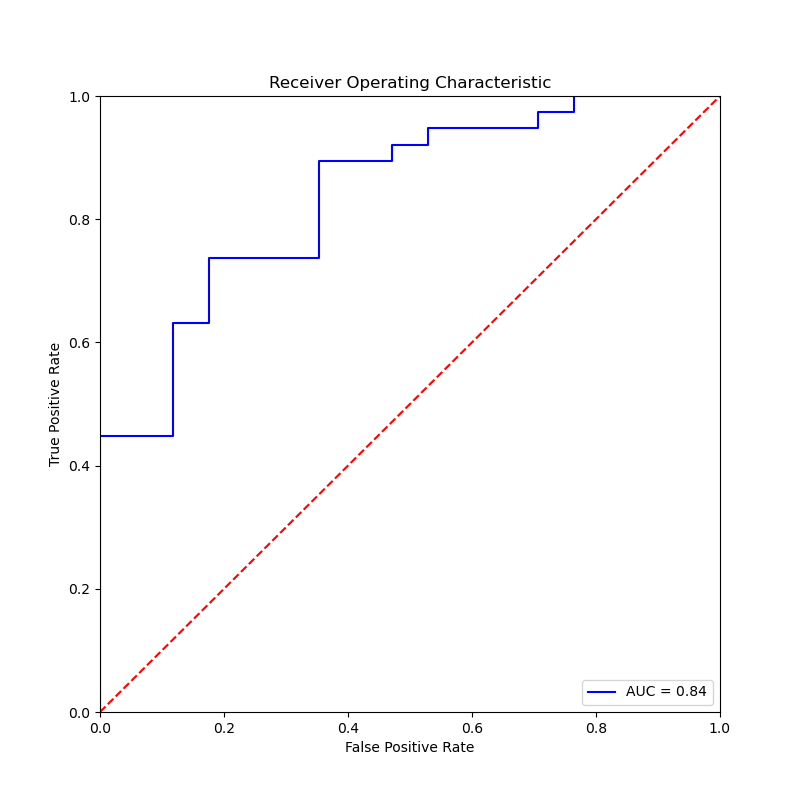 Receiver Operating Characteristic
True Positive Rate
1.0
0.8
0.6
0.4
0.2
0.0
AUC = 0.84
0.0 0.2 0.4 0.6 0.8 1.0
False Positive Rate